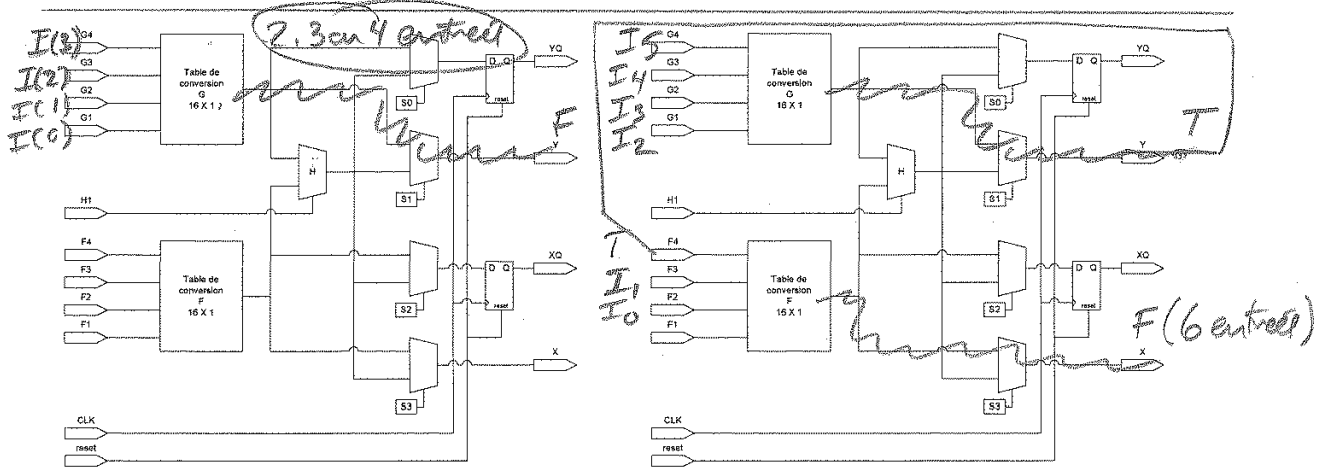 2, 3 ou 4 entrées
I(3) G4
I(2) G3
I(1) G2
I(0) G1
Table de
conversion
G
16 X 1
S0
D Q
reset
YQ
F
Y
H
S1
H1
F4
F3
F2
F1
Table de
conversion
F
16 X 1
S2
D Q
reset
XQ
X
S3
CLK
reset
I5 G4
I4 G3
I3 G2
I2 G1
Table de
conversion
G
16 X 1
S0
D Q
reset
YQ
T
Y
H
S1
H1
T F4
I1 F3
I0 F2
F1
Table de
conversion
F
16 X 1
S2
D Q
reset
XQ
F (6 entrées)
X
S3
CLK
reset